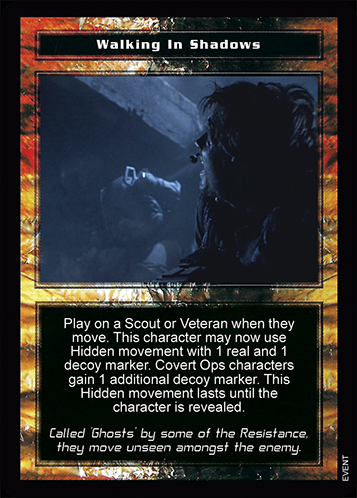 Walking In Shadows
Play on a Scout or Veteran when they
move. This character may now use
Hidden movement with 1 real and 1
decoy marker. Covert Ops characters
gain 1 additional decoy marker. This
Hidden movement lasts until the
character is revealed.
Called 'Ghosts' by some of the Resistance,
they move unseen amongst the enemy.
EVENT